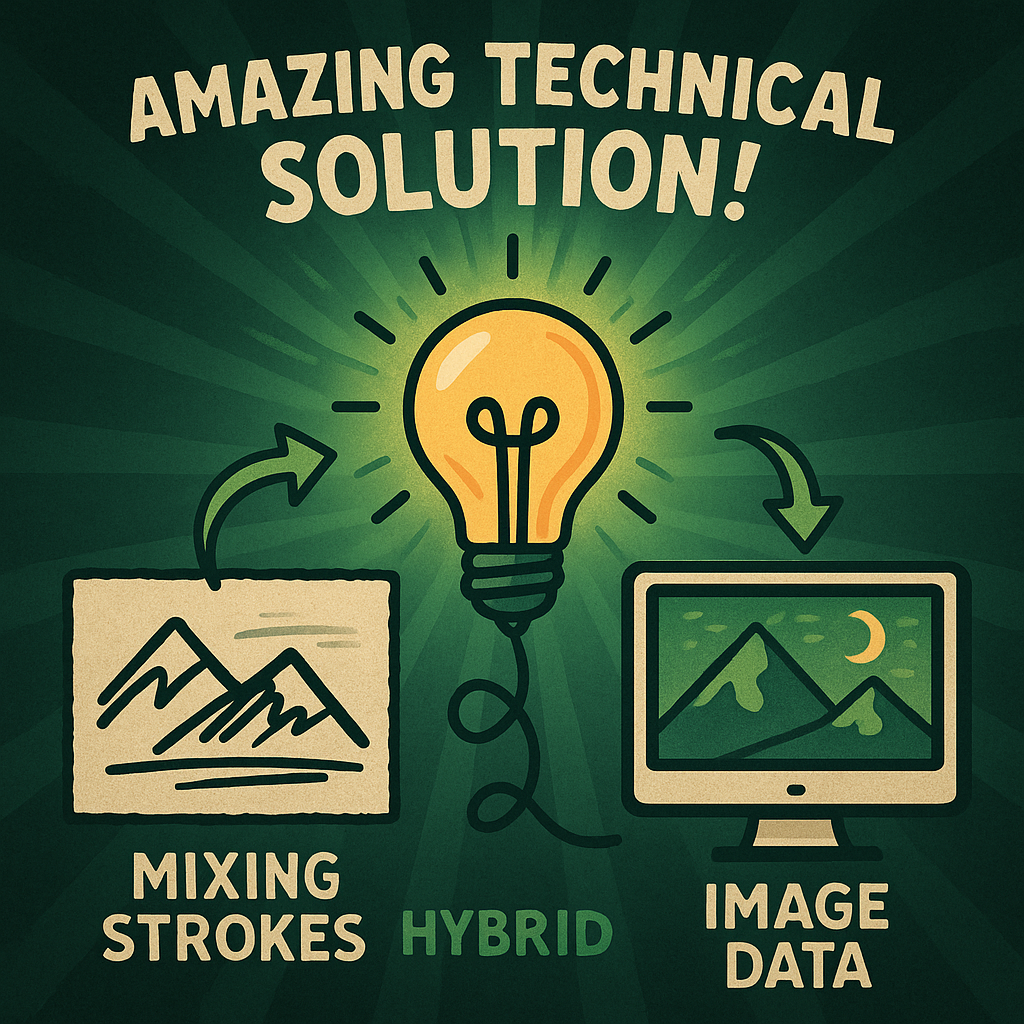 AMAZING TECHNICAL
SOLUTION!
MIXING
STROKES
HYBRID
IMAGE
DATA